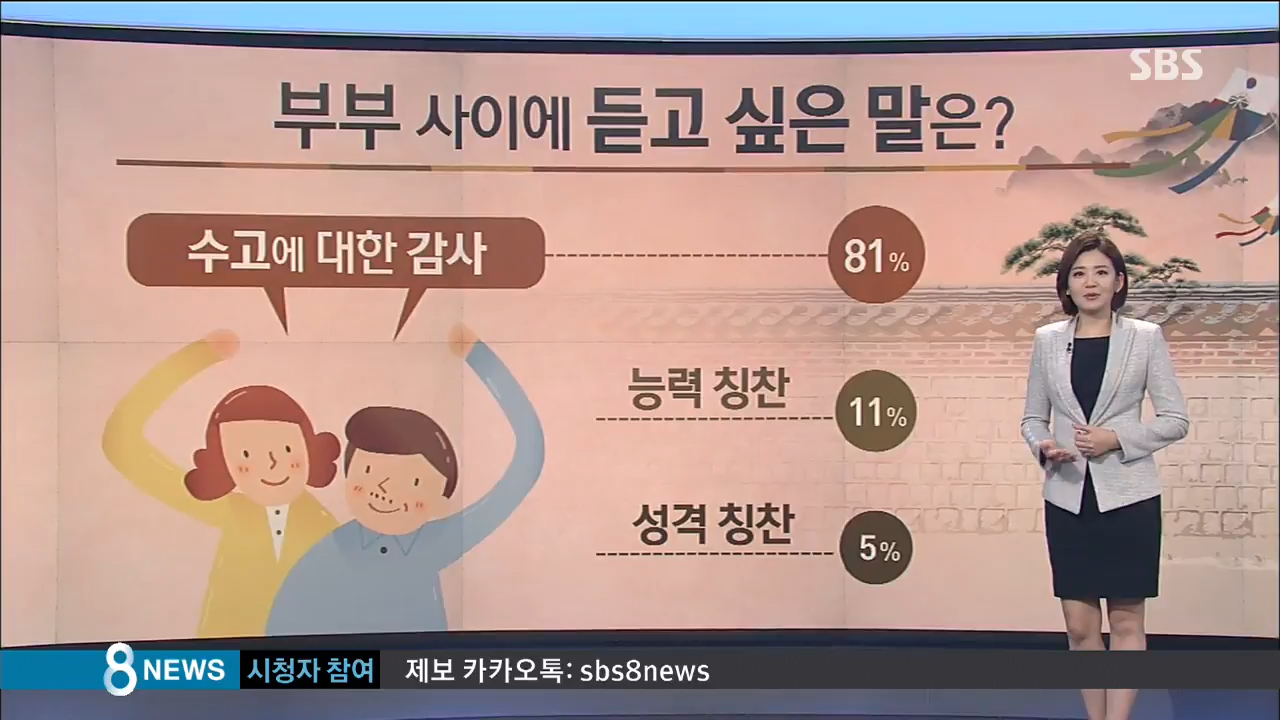 SBS
부부 사이에 듣고 싶은 말은?
수고에 대한 감사 81%
능력 칭찬 11%
성격 칭찬 5%
8 NEWS 시청자 참여 제보 카카오톡: sbs8news